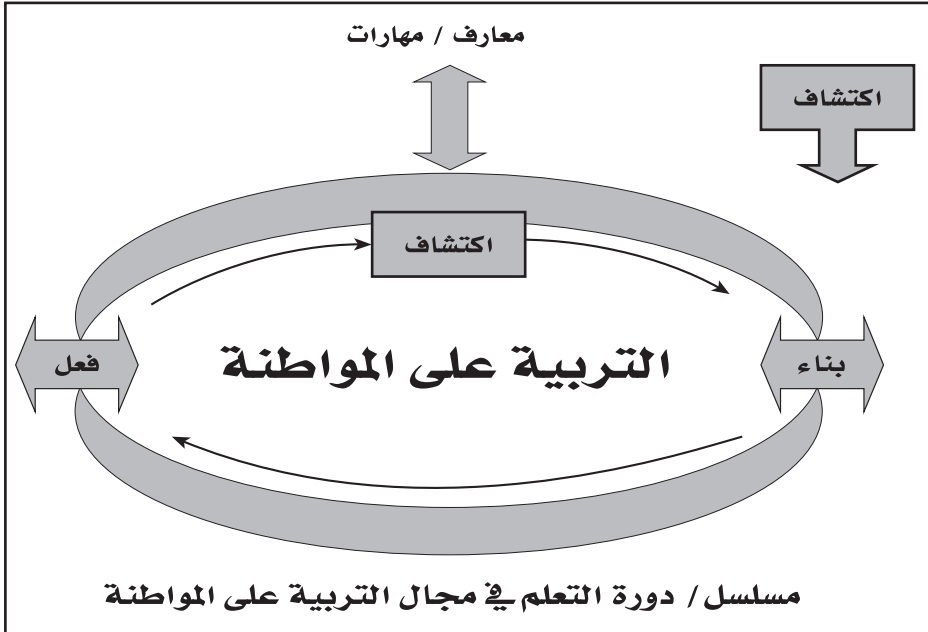 معارف / مهارات
اكتشاف
اكتشاف
بناء
التربية على المواطنة
فعل
مسلسل / دورة التعلم في مجال التربية على المواطنة